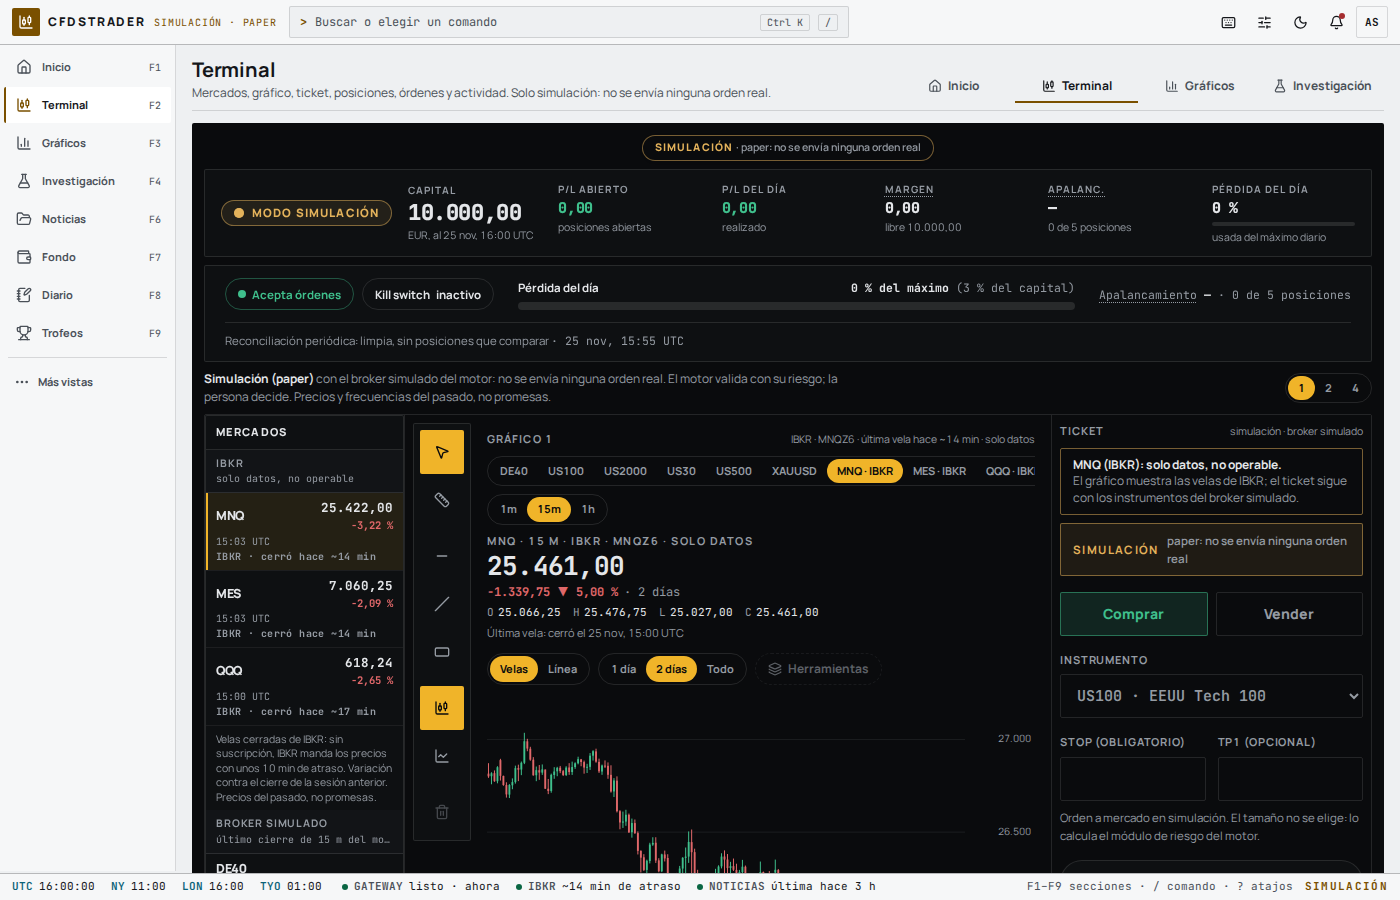 CFDSTRADER SIMULACIÓN · PAPER
> Buscar o elegir un comando Ctrl K /
AS
Inicio F1
Terminal F2
Gráficos F3
Investigación F4
Noticias F6
Fondo F7
Diario F8
Trofeos F9
Más vistas
Terminal
Mercados, gráfico, ticket, posiciones, órdenes y actividad. Solo simulación: no se envía ninguna orden real.
Inicio Terminal Gráficos Investigación
SIMULACIÓN · paper: no se envía ninguna orden real
MODO SIMULACIÓN
CAPITAL
10.000,00
EUR, al 25 nov, 16:00 UTC
P/L ABIERTO
0,00
posiciones abiertas
P/L DEL DÍA
0,00
realizado
MARGEN
0,00
libre 10.000,00
APALANC.
—
0 de 5 posiciones
PÉRDIDA DEL DÍA
0 %
usada del máximo diario
Acepta órdenes Kill switch inactivo
Pérdida del día 0 % del máximo (3 % del capital)
Apalancamiento — · 0 de 5 posiciones
Reconciliación periódica: limpia, sin posiciones que comparar · 25 nov, 15:55 UTC
Simulación (paper) con el broker simulado del motor: no se envía ninguna orden real. El motor valida con su riesgo; la
persona decide. Precios y frecuencias del pasado, no promesas.
1 2 4
MERCADOS
IBKR
solo datos, no operable
MNQ 25.422,00
-3,22 %
15:03 UTC
IBKR · cerró hace ~14 min
MES 7.060,25
-2,09 %
15:03 UTC
IBKR · cerró hace ~14 min
QQQ 618,24
-2,65 %
15:00 UTC
IBKR · cerró hace ~17 min
Velas cerradas de IBKR: sin
suscripción, IBKR manda los precios
con unos 10 min de atraso. Variación
contra el cierre de la sesión anterior.
Precios del pasado, no promesas.
BROKER SIMULADO
último cierre de 15 m del mo…
DE40
GRÁFICO 1 IBKR · MNQZ6 · última vela hace ~14 min · solo datos
DE40 US100 US2000 US30 US500 XAUUSD MNQ · IBKR MES · IBKR QQQ · IBK
1m 15m 1h
MNQ · 15 M · IBKR · MNQZ6 · SOLO DATOS
25.461,00
-1.339,75 ▼ 5,00 % · 2 días
O 25.066,25 H 25.476,75 L 25.027,00 C 25.461,00
Última vela: cerró el 25 nov, 15:00 UTC
Velas Línea 1 día 2 días Todo Herramientas
27.000
26.500
TICKET simulación · broker simulado
MNQ (IBKR): solo datos, no operable.
El gráfico muestra las velas de IBKR; el ticket sigue
con los instrumentos del broker simulado.
SIMULACIÓN paper: no se envía ninguna orden
real
Comprar Vender
INSTRUMENTO
US100 · EEUU Tech 100
STOP (OBLIGATORIO) TP1 (OPCIONAL)
Orden a mercado en simulación. El tamaño no se elige: lo
calcula el módulo de riesgo del motor.
UTC 16:00:00 NY 11:00 LON 16:00 TYO 01:00 GATEWAY listo · ahora IBKR ~14 min de atraso NOTICIAS última hace 3 h F1–F9 secciones · / comando · ? atajos SIMULACIÓN